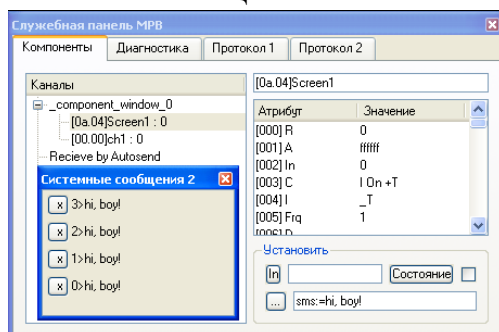 Служебная панель МРВ
Компоненты Диагностика Протокол 1 Протокол 2
Каналы
_component_window_0
[0a.04]Screen1 : 0
[00.00]ch1 : 0
Recieve by Autosend
Системные сообщения 2
x 3>hi, boy!
x 2>hi, boy!
x 1>hi, boy!
x 0>hi, boy!
[0a.04]Screen1
Атрибут Значение
[000] R 0
[001] A ffffff
[002] In 0
[003] C I On +T
[004] I _T
[005] Frq 1
[006] D
Установить
In Состояние
... sms:=hi, boy!